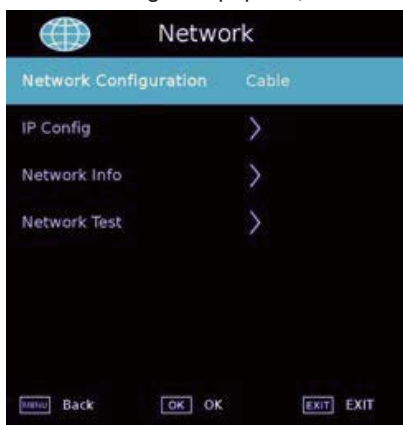 Network
Network Configuration Cable
IP Config
Network Info
Network Test
MENU Back OK OK EXIT EXIT